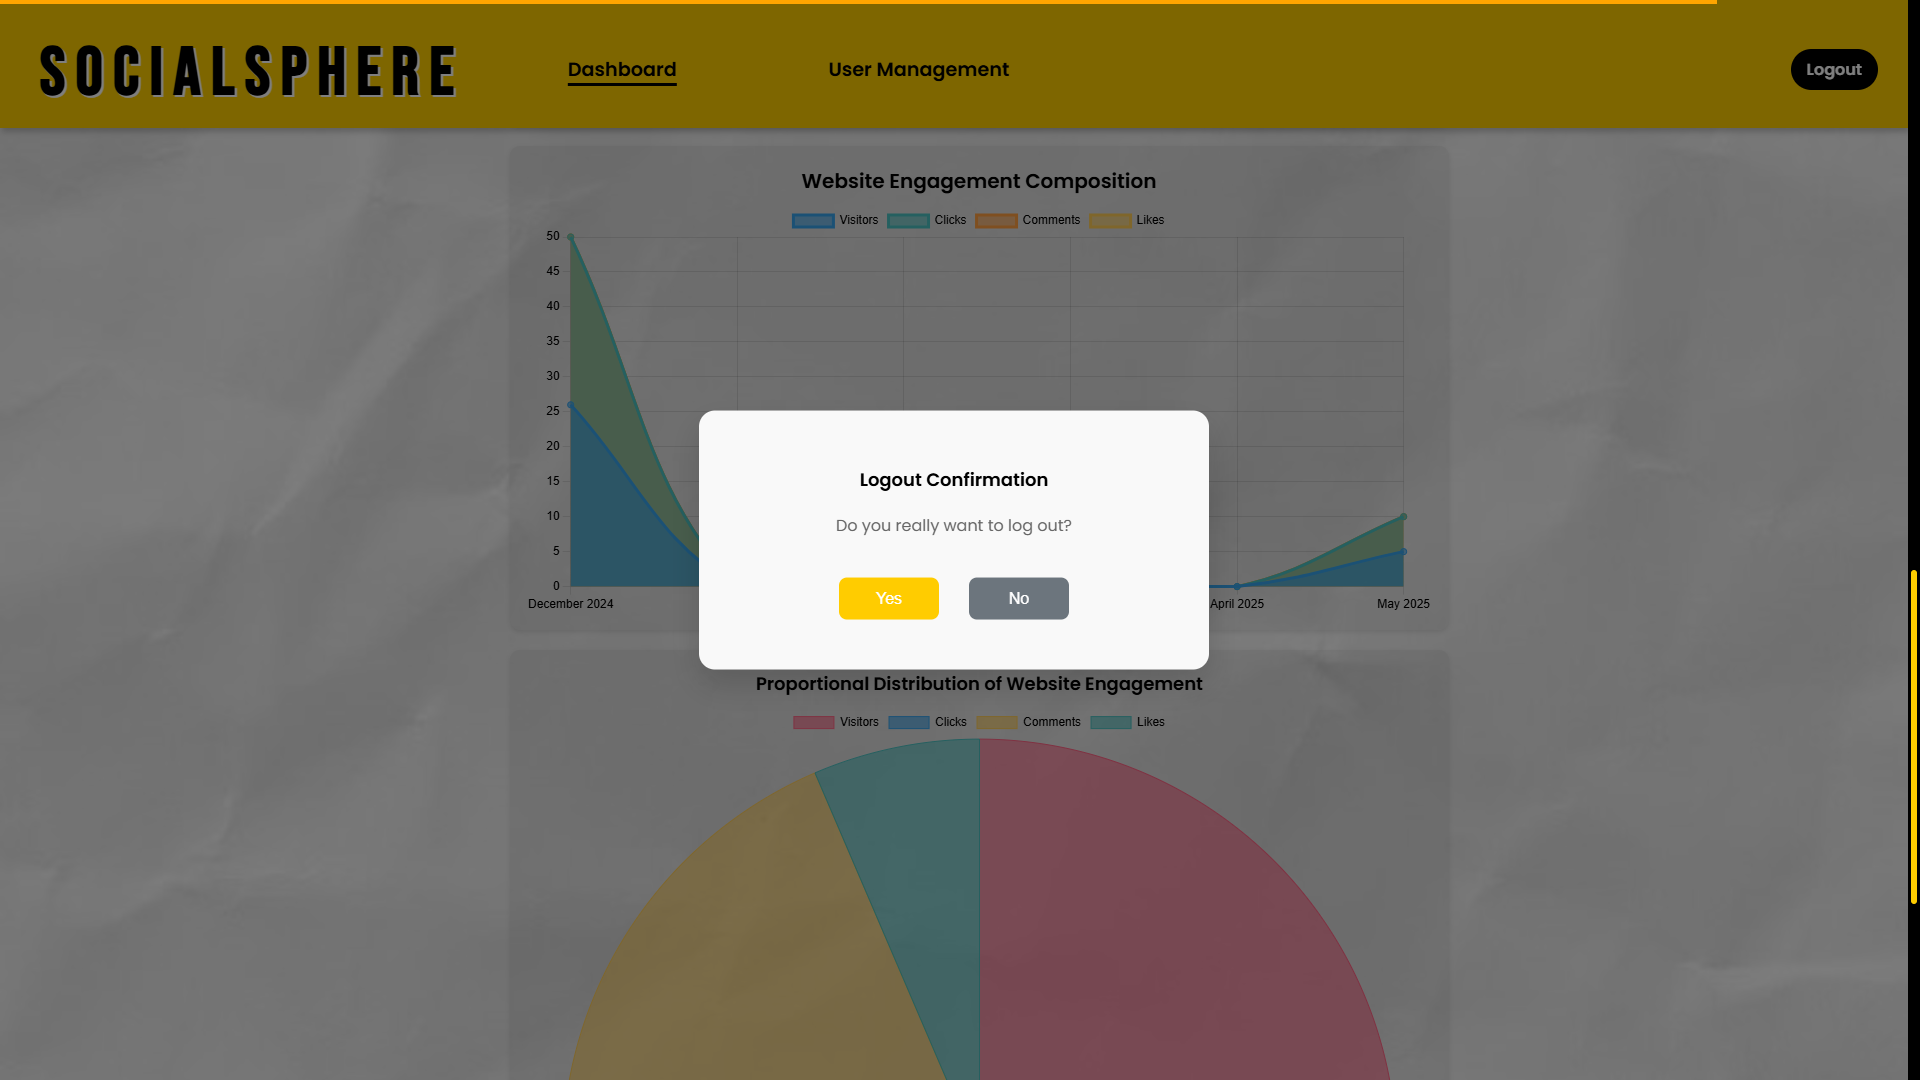 SOCIALSPHERE
Dashboard
User Management
Logout
Website Engagement Composition
Visitors Clicks Comments Likes
50
45
40
35
30
25
20
15
10
5
0
December 2024
April 2025
May 2025
Logout Confirmation
Do you really want to log out?
Yes
No
Proportional Distribution of Website Engagement
Visitors Clicks Comments Likes